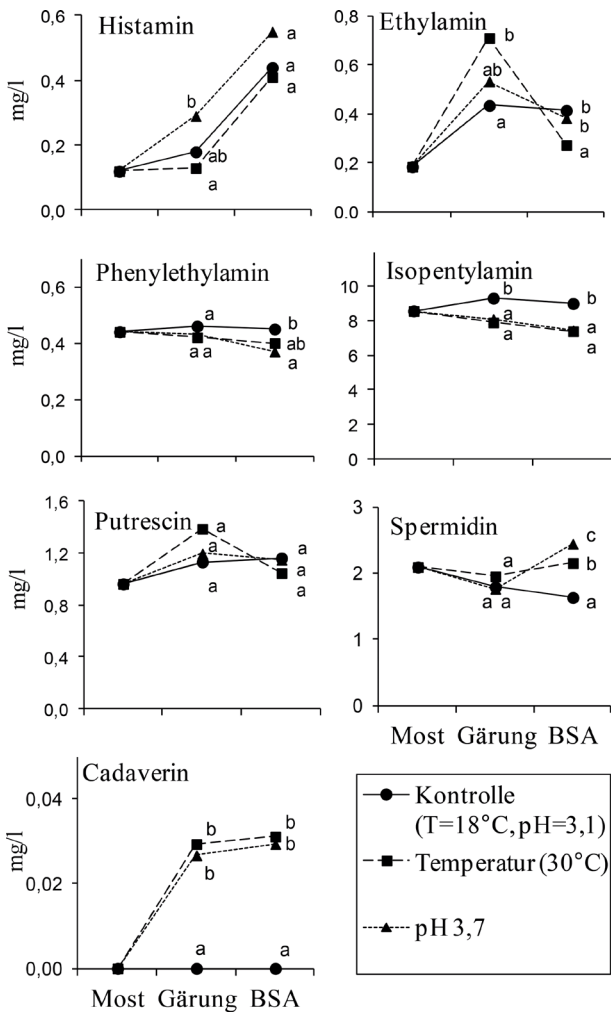 Histamin
mg/l
0,6
0,4
0,2
0,0
b
a
a
a
ab
a
Ethylamin
0,8
0,6
0,4
0,2
0,0
b
ab
a
b
b
a
Phenylethylamin
mg/l
0,6
0,4
0,2
0,0
a
a a
b
ab
a
Isopentylamin
10
8
6
4
2
0
b
a
a
b
a
a
Putrescin
mg/l
1,6
1,2
0,8
0,4
0,0
a
a
a
a
a
a
Spermidin
3
2
1
0
a
a a
c
b
a
Most Gärung BSA
Cadaverin
mg/l
0,04
0,02
0,00
b
b
a
b
b
a
Most Gärung BSA
Kontrolle
(T=18°C, pH=3,1)
Temperatur (30°C)
pH 3,7